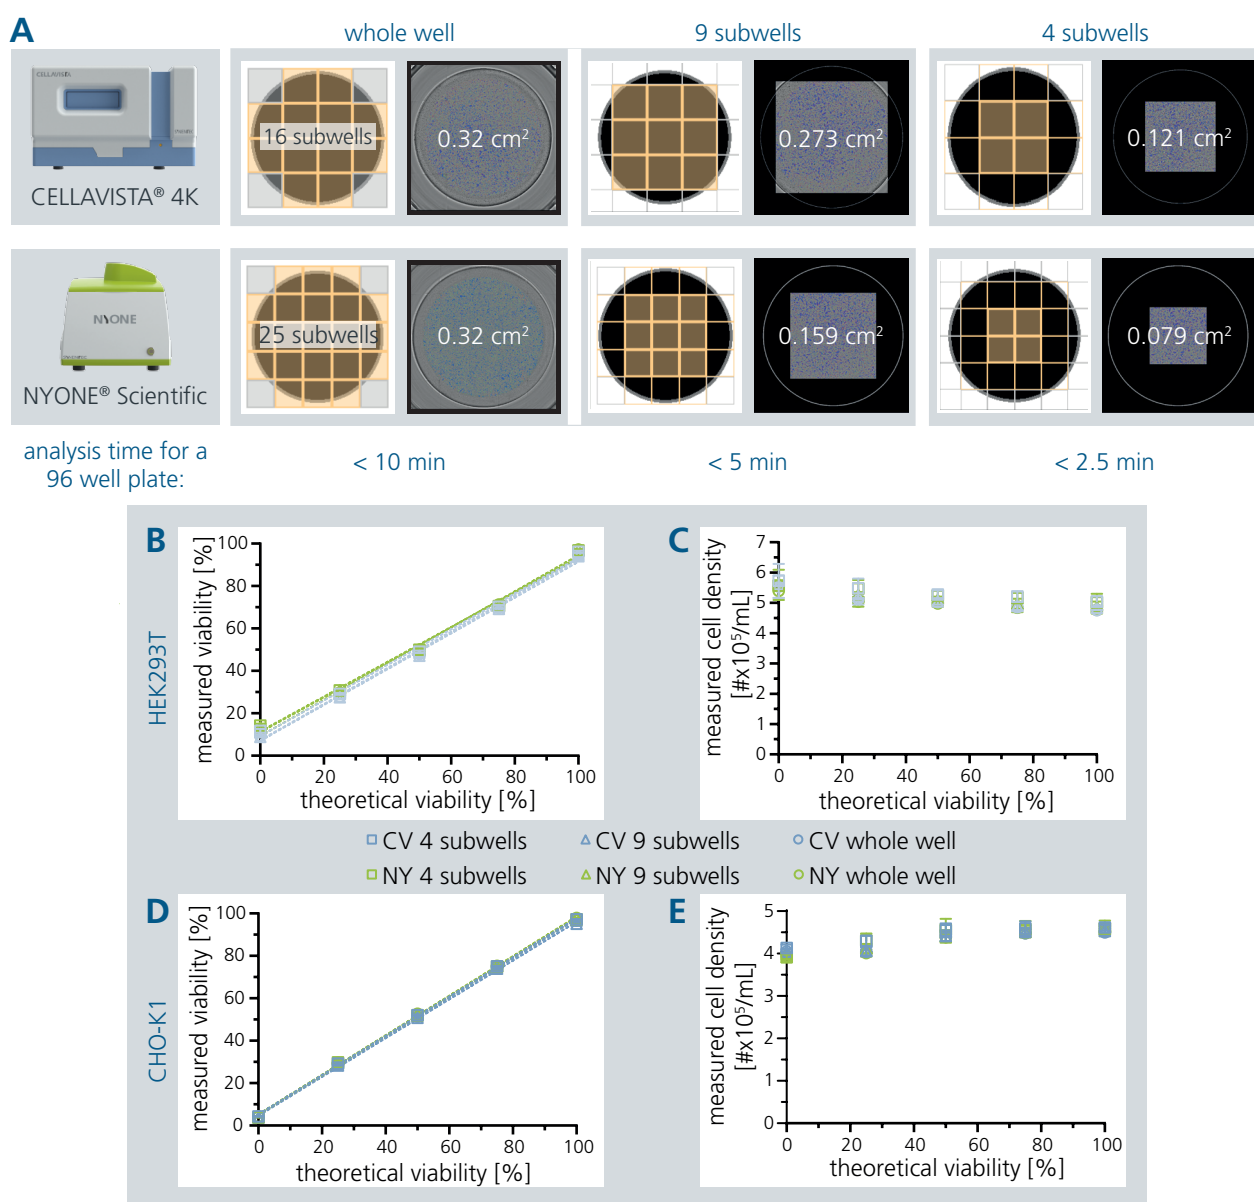 A
whole well
9 subwells
4 subwells
CELLAVISTA
16 subwells
0.32 cm²
0.273 cm²
0.121 cm²
CELLAVISTA® 4K
NYONE
25 subwells
0.32 cm²
0.159 cm²
0.079 cm²
NYONE® Scientific
analysis time for a
96 well plate:
< 10 min
< 5 min
< 2.5 min
HEK293T
B
measured viability [%]
100
80
60
40
20
0
0 20 40 60 80 100
theoretical viability [%]
C
measured cell density
[#x10⁵/mL]
7
6
5
4
3
2
1
0
0 20 40 60 80 100
theoretical viability [%]
CV 4 subwells
CV 9 subwells
CV whole well
NY 4 subwells
NY 9 subwells
NY whole well
CHO-K1
D
measured viability [%]
100
80
60
40
20
0
0 20 40 60 80 100
theoretical viability [%]
E
measured cell density
[#x10⁵/mL]
5
4
3
2
1
0
0 20 40 60 80 100
theoretical viability [%]